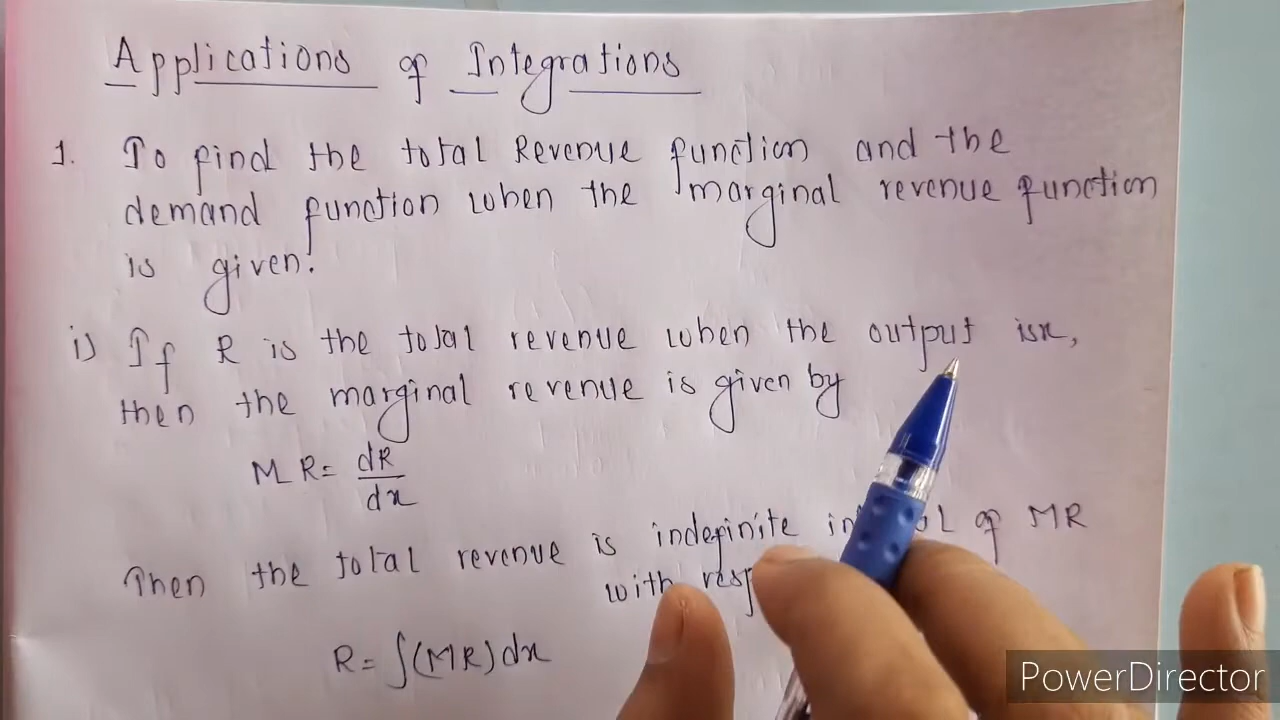 Applications of Integrations
1. To find the total Revenue function and the
demand function when the marginal revenue function
is given.
i) If R is the total revenue when the output is x,
then the marginal revenue is given by
MR = dR/dx
Then the total revenue is indefinite of MR
with
R = ∫(MR) dx
PowerDirector